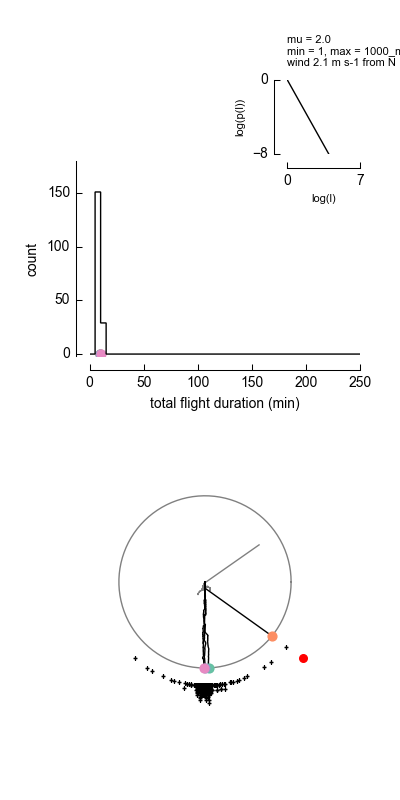 mu = 2.0
min = 1, max = 1000_m
wind 2.1 m s-1 from N
0
log(p(l))
−8
0
7
log(l)
150
100
50
0
count
0
50
100
150
200
250
total flight duration (min)